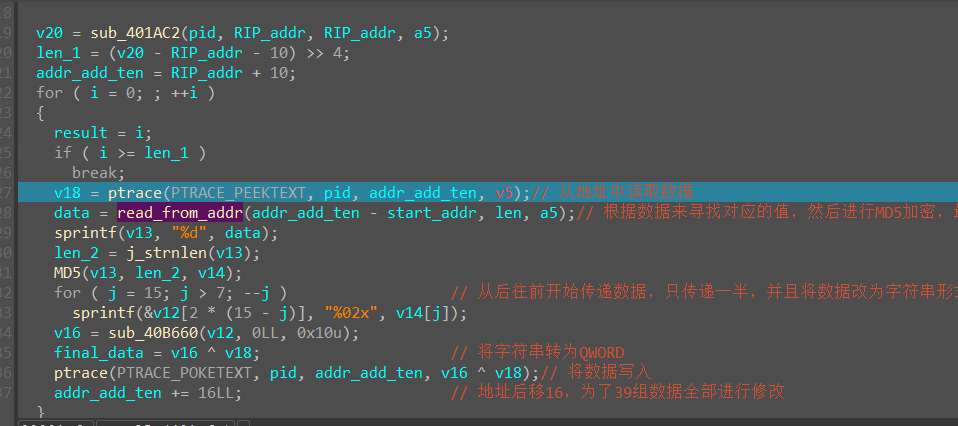 18
19 v20 = sub_401AC2(pid, RIP_addr, RIP_addr, a5);
20 len_1 = (v20 - RIP_addr - 10) >> 4;
21 addr_add_ten = RIP_addr + 10;
22 for ( i = 0; ; ++i )
23 {
24 result = i;
25 if ( i >= len_1 )
26 break;
27 v18 = ptrace(PTRACE_PEEKTEXT, pid, addr_add_ten, v5);//
28 data = read_from_addr(addr_add_ten - start_addr, len, a5);// 根据数据来寻找对应的值，然后进行MD5加密，
29 sprintf(v13, "%d", data);
30 len_2 = j_strnlen(v13);
31 MD5(v13, len_2, v14);
32 for ( j = 15; j > 7; --j ) // 从后往前开始传递数据，只传递一半，并且将数据改为字符串形
33 sprintf(&v12[2 * (15 - j)], "%02x", v14[j]);
34 v16 = sub_40B660(v12, 0LL, 0x10u);
35 final_data = v16 ^ v18; // 将字符串转为QWORD
36 ptrace(PTRACE_POKETEXT, pid, addr_add_ten, v16 ^ v18);// 将数据写入
37 addr_add_ten += 16LL; // 地址后移16，为了39组数据全部进行修改
}